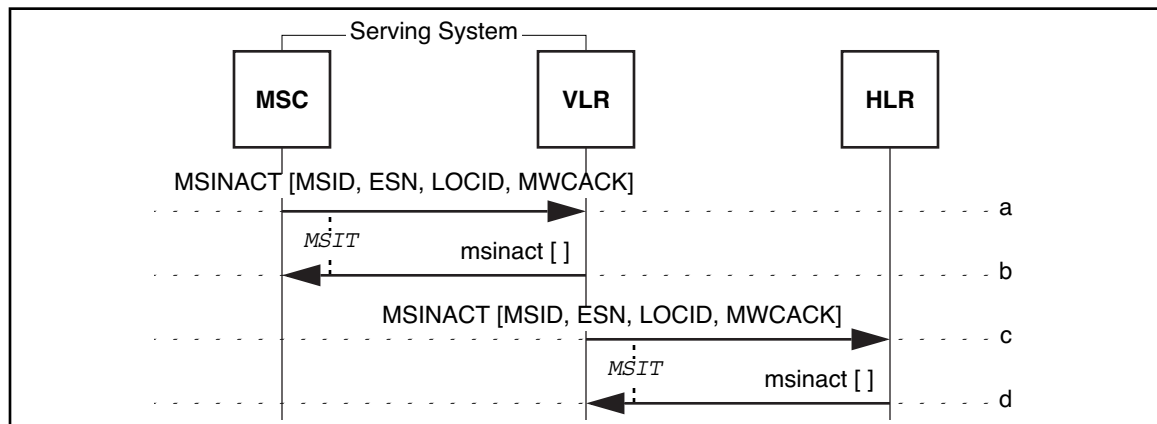 Serving System
MSC VLR HLR
MSINACT [MSID, ESN, LOCID, MWCACK]
a
MSIT
msinact [ ]
b
MSINACT [MSID, ESN, LOCID, MWCACK]
c
MSIT
msinact [ ]
d